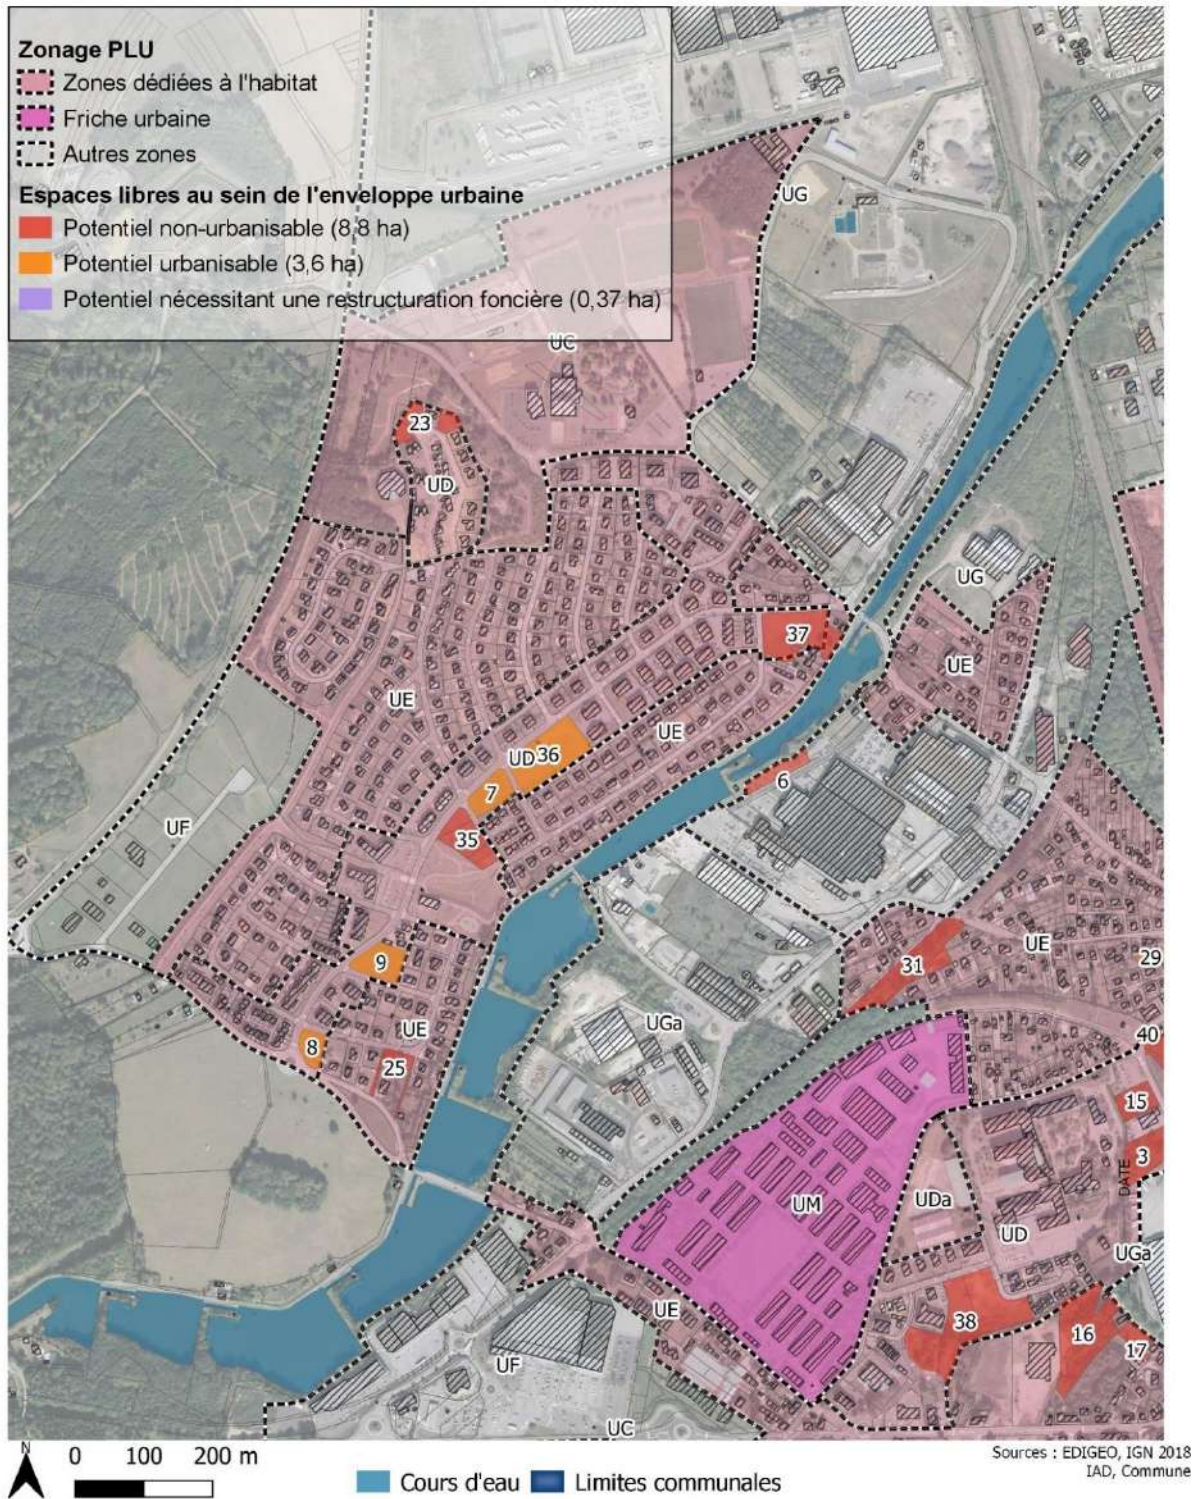 Zonage PLU
Zones dédiées à l'habitat
Friche urbaine
Autres zones
Espaces libres au sein de l'enveloppe urbaine
Potentiel non-urbanisable (8,8 ha)
Potentiel urbanisable (3,6 ha)
Potentiel nécessitant une restructuration foncière (0,37 ha)
UG
UC
23
UD
UG
37
UE
UE
UE
UD 36
7
6
UF
35
UE
31
29
9
UGa
UE
8
25
40
15
3
DATE
UM
UDa
UD
UGa
UE
38
16
17
UF
UC
N
0 100 200 m
Cours d'eau
Limites communales
Sources : EDIGEO, IGN 2018
IAD, Commune